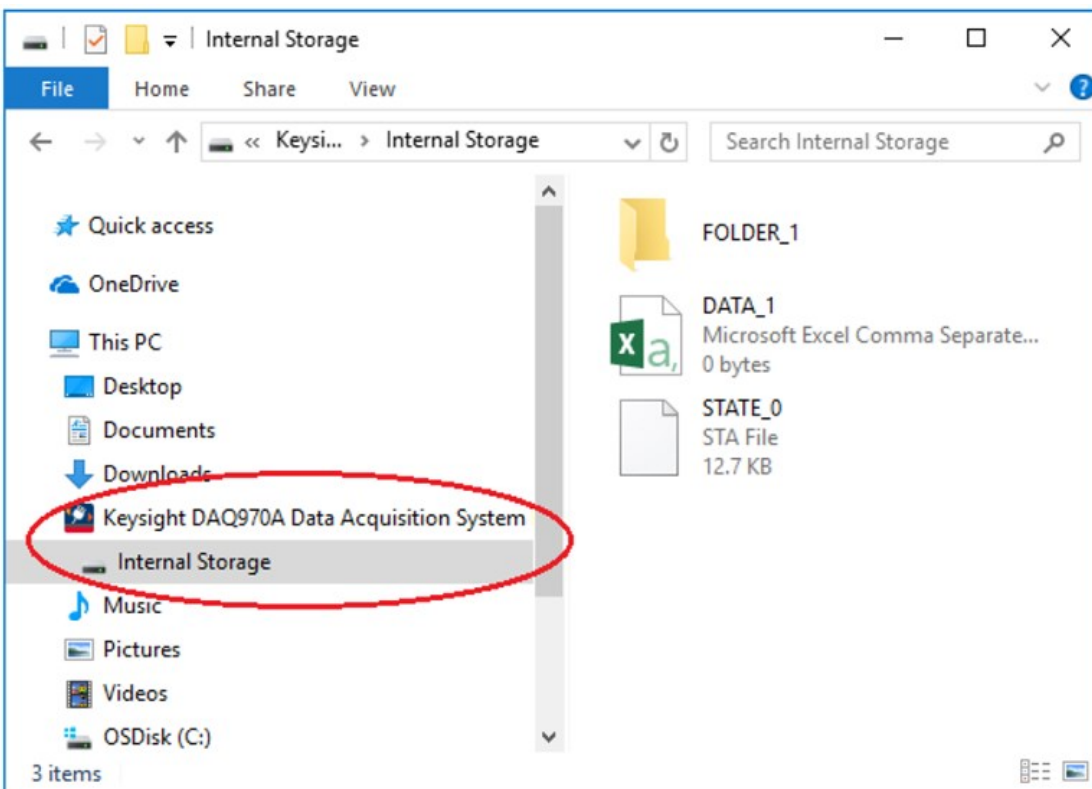 Internal Storage
File Home Share View
« Keysi... › Internal Storage
Search Internal Storage
Quick access
OneDrive
This PC
Desktop
Documents
Downloads
Keysight DAQ970A Data Acquisition System
Internal Storage
Music
Pictures
Videos
OSDisk (C:)
FOLDER_1
DATA_1
Microsoft Excel Comma Separate...
0 bytes
STATE_0
STA File
12.7 KB
3 items